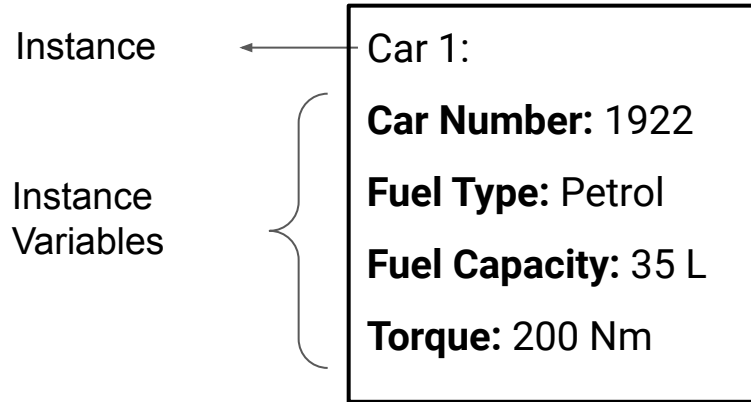 Instance
Car 1:
Car Number: 1922
Fuel Type: Petrol
Instance
Variables
Fuel Capacity: 35 L
Torque: 200 Nm